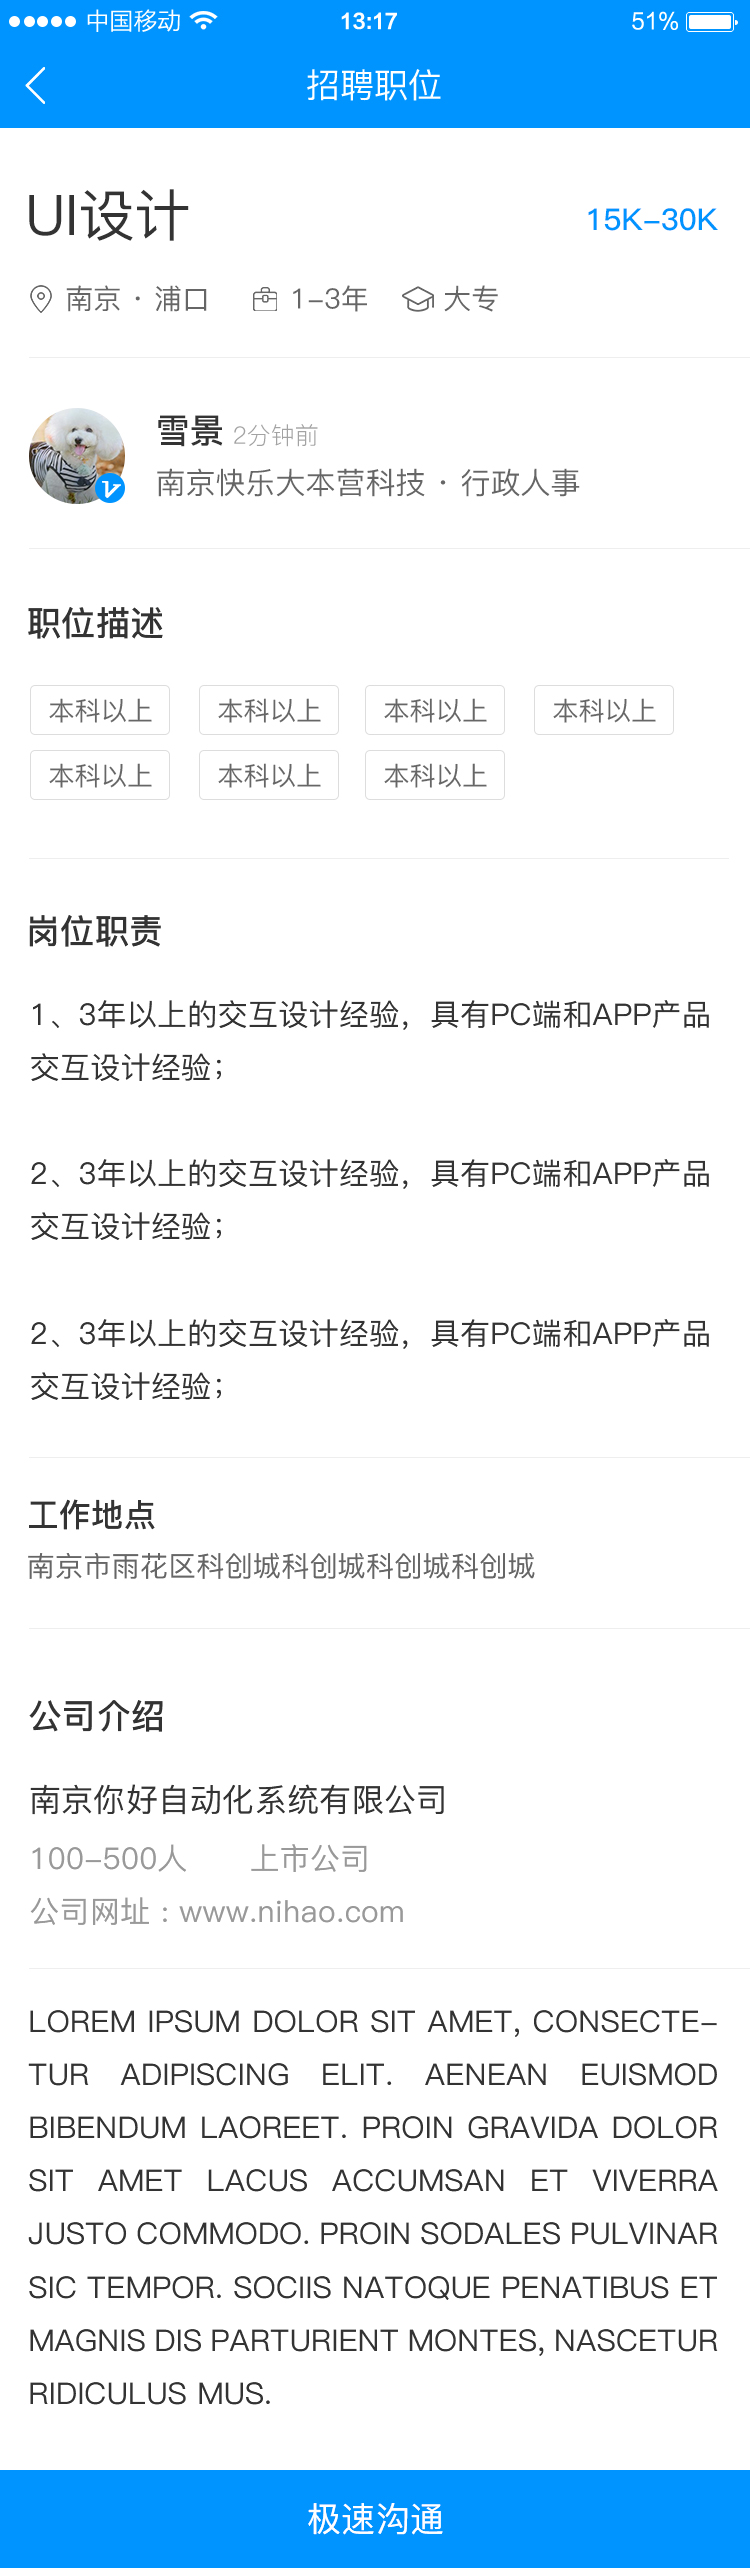 中国移动 13:17 51%
招聘职位
UI设计 15K-30K
南京 · 浦口 1-3年 大专
雪景 2分钟前
南京快乐大本营科技 · 行政人事
职位描述
本科以上 本科以上 本科以上 本科以上
本科以上 本科以上 本科以上
岗位职责
1、3年以上的交互设计经验，具有PC端和APP产品
交互设计经验；
2、3年以上的交互设计经验，具有PC端和APP产品
交互设计经验；
2、3年以上的交互设计经验，具有PC端和APP产品
交互设计经验；
工作地点
南京市雨花区科创城科创城科创城科创城
公司介绍
南京你好自动化系统有限公司
100-500人 上市公司
公司网址：www.nihao.com
LOREM IPSUM DOLOR SIT AMET, CONSECTE-
TUR ADIPISCING ELIT. AENEAN EUISMOD
BIBENDUM LAOREET. PROIN GRAVIDA DOLOR
SIT AMET LACUS ACCUMSAN ET VIVERRA
JUSTO COMMODO. PROIN SODALES PULVINAR
SIC TEMPOR. SOCIIS NATOQUE PENATIBUS ET
MAGNIS DIS PARTURIENT MONTES, NASCETUR
RIDICULUS MUS.
极速沟通